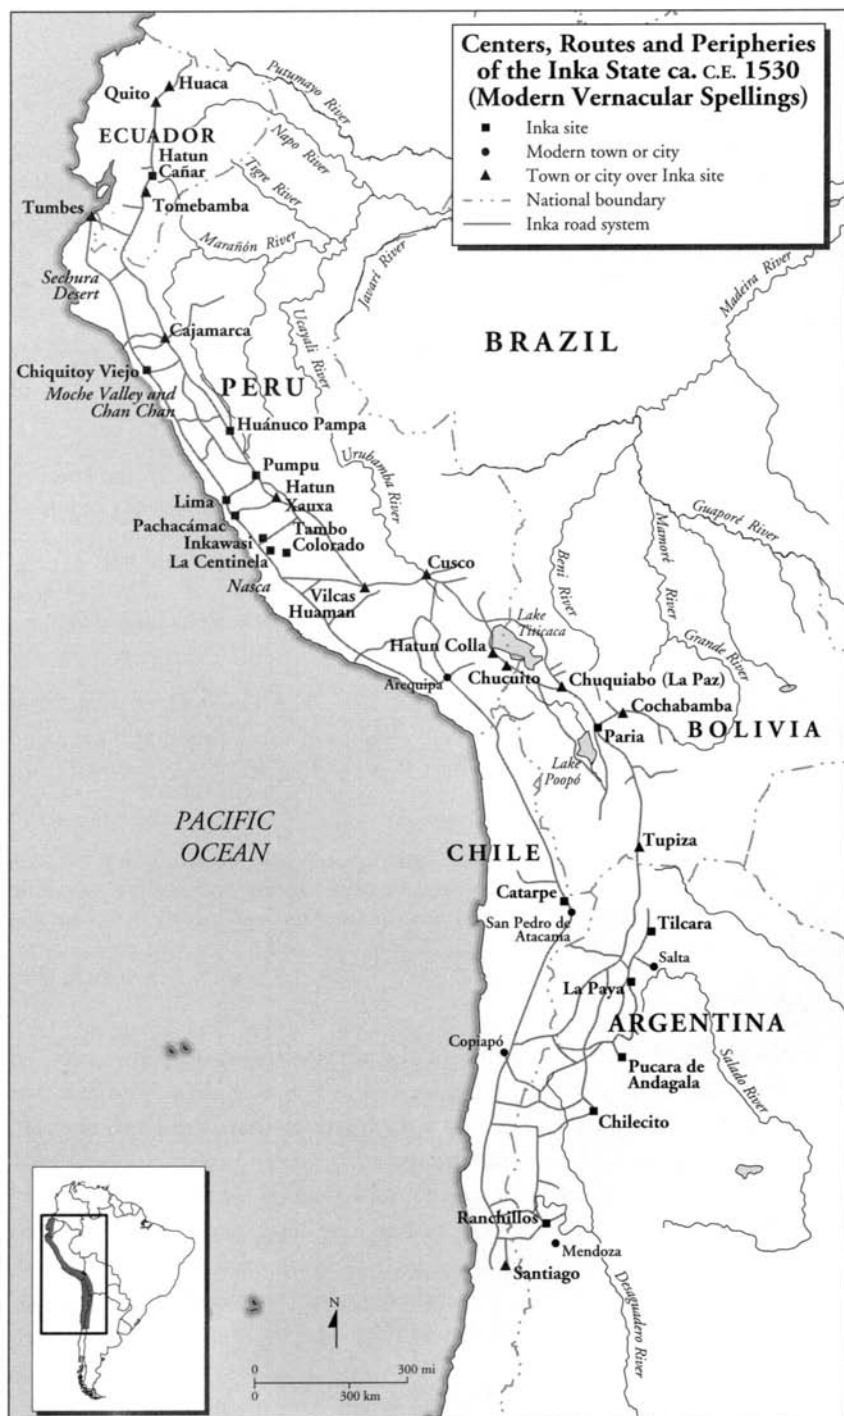 Centers, Routes and Peripheries
of the Inka State ca. C.E. 1530
(Modern Vernacular Spellings)
Inka site
Modern town or city
Town or city over Inka site
National boundary
Inka road system
Putumayo River
Huaca
Quito
ECUADOR
Napo River
Hatun
Cañar
Tigre River
Tomebamba
Tumbes
Marañón River
Javarí River
Madeira River
Sechura
Desert
Ucayali River
Cajamarca
BRAZIL
Chiquitoy Viejo
PERU
Moche Valley and
Chan Chan
Huánuco Pampa
Urubamba River
Pumpu
Hatun
Xauxa
Lima
Pachacámac
Tambo
Colorado
Inkawasi
La Centinela
Guaporé River
Mamoré River
Beni River
Cusco
Nasca
Vilcas
Huaman
Lake
Titicaca
Grande River
Hatun Colla
Arequipa
Chucuito
Chuquiabo (La Paz)
Cochabamba
BOLIVIA
Paria
Lake
Poopó
PACIFIC
OCEAN
CHILE
Tupiza
Catarpe
San Pedro de
Atacama
Tilcara
Salta
La Paya
ARGENTINA
Copiapó
Pucara de
Andagala
Salado River
Chilecito
Ranchillos
Mendoza
Santiago
Desaguadero River
N
0 300 mi
0 300 km